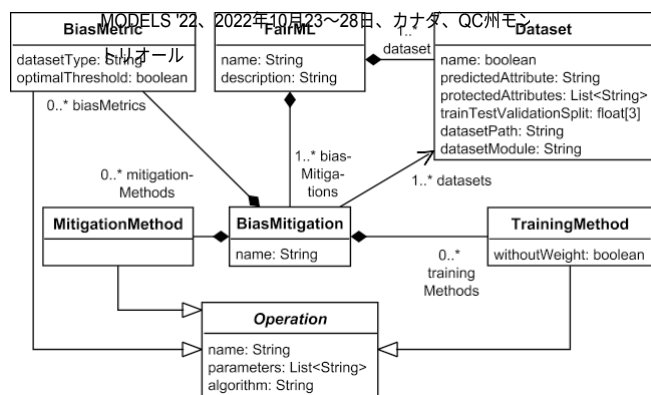 MODELS '22、2022年10月23〜28日、カナダ、QC州モン
トリオール
BiasMetric
datasetType: String
optimalThreshold: boolean
FairML
name: String
description: String
1..*
dataset
Dataset
name: boolean
predictedAttribute: String
protectedAttributes: List<String>
trainTestValidationSplit: float[3]
datasetPath: String
datasetModule: String
0..* biasMetrics
0..* mitigation-
Methods
1..* bias-
Mitiga-
tions
1..* datasets
MitigationMethod
BiasMitigation
name: String
TrainingMethod
withoutWeight: boolean
0..*
training
Methods
Operation
name: String
parameters: List<String>
algorithm: String